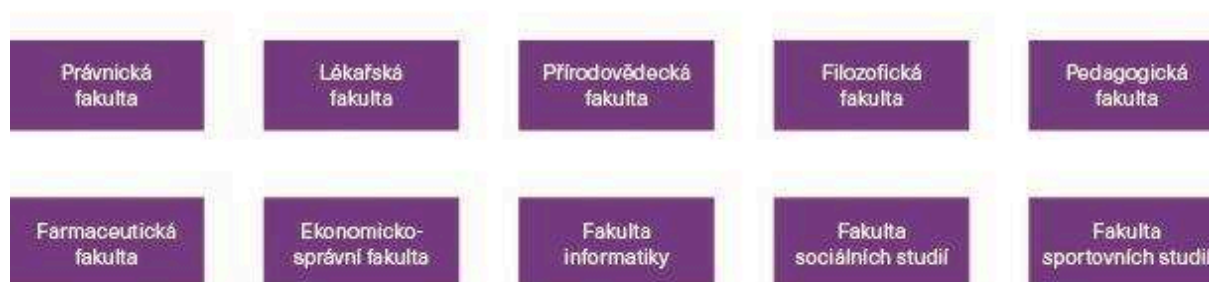 Právnická
fakulta
Lékařská
fakulta
Přírodovědecká
fakulta
Filozofická
fakulta
Pedagogická
fakulta
Farmaceutická
fakulta
Ekonomicko-
správní fakulta
Fakulta
informatiky
Fakulta
sociálních studií
Fakulta
sportovních studií